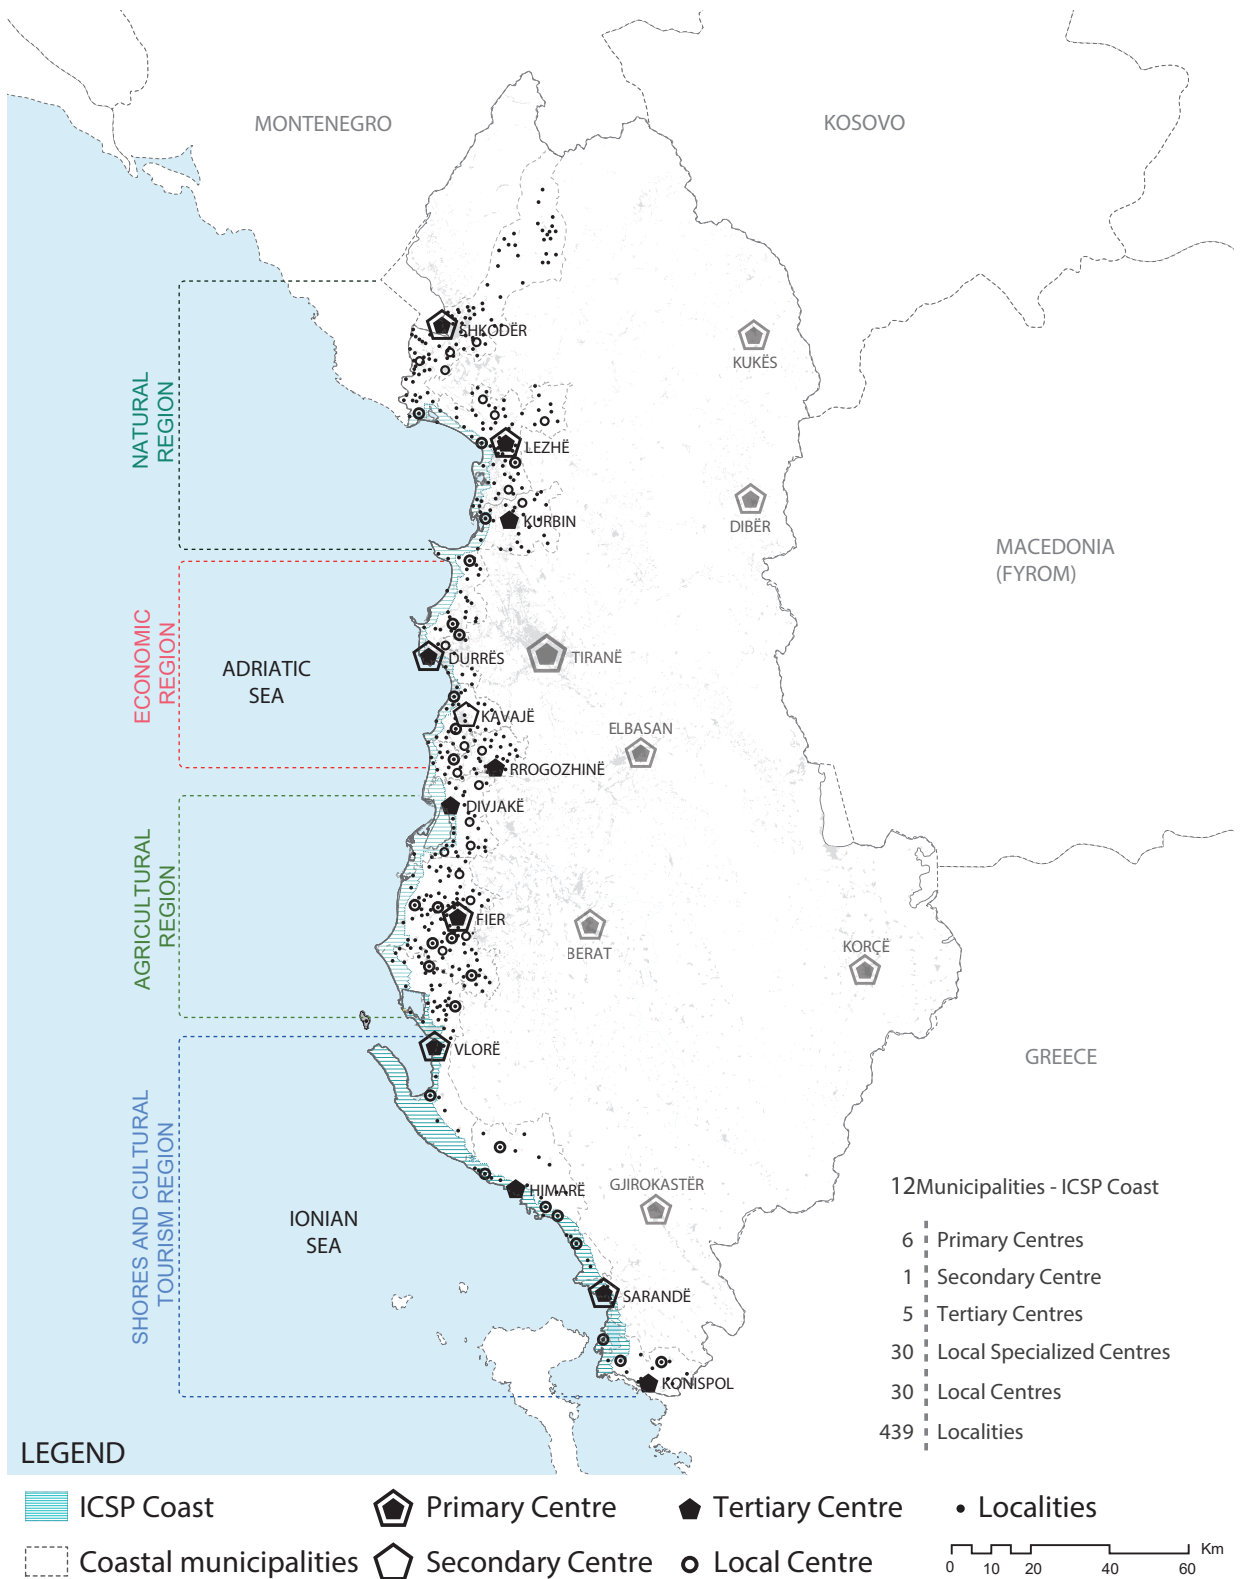 MONTENEGRO
KOSOVO
SHKODËR
KUKËS
NATURAL
REGION
LEZHË
DIBËR
KURBIN
MACEDONIA
(FYROM)
ECONOMIC
REGION
ADRIATIC
SEA
DURRËS
TIRANË
KAVAJË
ELBASAN
RROGOZHINË
DIVJAKË
AGRICULTURAL
REGION
FIER
BERAT
KORÇË
VLORË
GREECE
SHORES AND CULTURAL
TOURISM REGION
HIMARË
GJIROKASTËR
IONIAN
SEA
SARANDË
KONISPOL
12Municipalities - ICSP Coast
6 Primary Centres
1 Secondary Centre
5 Tertiary Centres
30 Local Specialized Centres
30 Local Centres
439 Localities
LEGEND
ICSP Coast
Primary Centre
Tertiary Centre
Localities
Coastal municipalities
Secondary Centre
Local Centre
Km
0 10 20 40 60